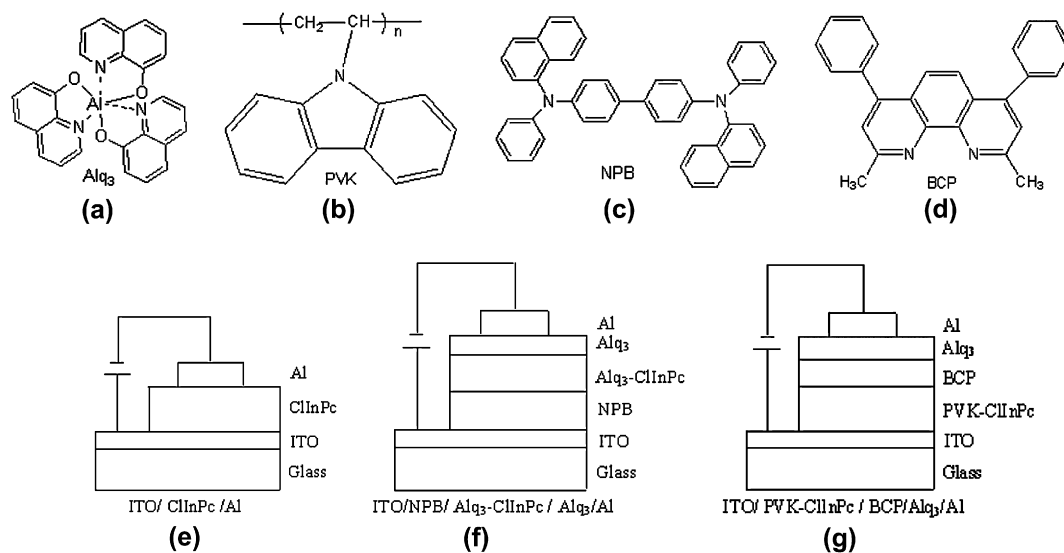 N
O
Al
O
N
N
O
Alq₃
(a)
CH₂ CH n
N
PVK
(b)
N
N
NPB
(c)
N N
H₃C CH₃
BCP
(d)
Al
ClInPc
ITO
Glass
ITO/ ClInPc /Al
(e)
Al
Alq₃
Alq₃-ClInPc
NPB
ITO
Glass
ITO/NPB/ Alq₃-ClInPc / Alq₃/Al
(f)
Al
Alq₃
BCP
PVK-ClInPc
ITO
Glass
ITO/ PVK-ClInPc / BCP/Alq₃/Al
(g)